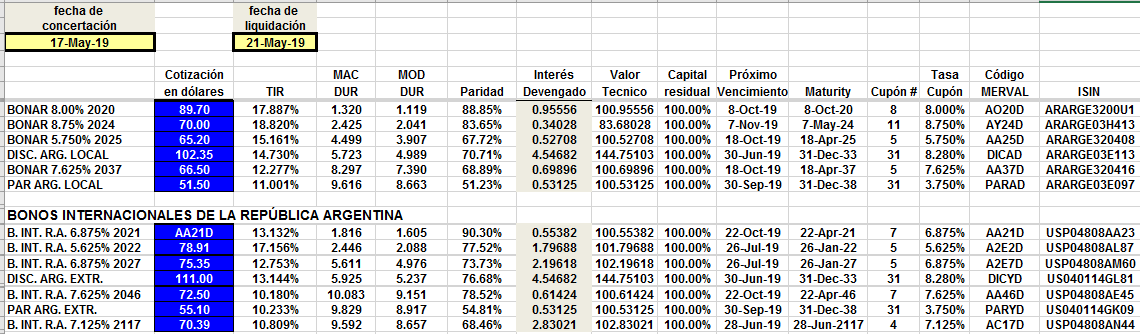 fecha de concertación fecha de liquidación
17-May-19 21-May-19
Cotización en dólares TIR MAC DUR MOD DUR Paridad Interés Devengado Valor Tecnico Capital residual Próximo Vencimiento Maturity Cupón # Tasa Cupón Código MERVAL ISIN
BONAR 8.00% 2020 89.70 17.887% 1.320 1.119 88.85% 0.95556 100.95556 100.00% 8-Oct-19 8-Oct-20 8 8.000% AO20D ARARGE3200U1
BONAR 8.75% 2024 70.00 18.820% 2.425 2.041 83.65% 0.34028 83.68028 100.00% 7-Nov-19 7-May-24 11 8.750% AY24D ARARGE03H413
BONAR 5.750% 2025 65.20 15.161% 4.499 3.907 67.72% 0.52708 100.52708 100.00% 18-Oct-19 18-Apr-25 5 5.750% AA25D ARARGE320408
DISC. ARG. LOCAL 102.35 14.730% 5.723 4.989 70.71% 4.54682 144.75103 100.00% 30-Jun-19 31-Dec-33 31 8.280% DICAD ARARGE03E113
BONAR 7.625% 2037 66.50 12.277% 8.297 7.390 68.89% 0.69896 100.69896 100.00% 18-Oct-19 18-Apr-37 5 7.625% AA37D ARARGE320416
PAR ARG. LOCAL 51.50 11.001% 9.616 8.663 51.23% 0.53125 100.53125 100.00% 30-Sep-19 31-Dec-38 31 3.750% PARAD ARARGE03E097
BONOS INTERNACIONALES DE LA REPÚBLICA ARGENTINA
B. INT. R.A. 6.875% 2021 AA21D 13.132% 1.816 1.605 90.30% 0.55382 100.55382 100.00% 22-Oct-19 22-Apr-21 7 6.875% AA21D USP04808AA23
B. INT. R.A. 5.625% 2022 78.91 17.156% 2.446 2.088 77.52% 1.79688 101.79688 100.00% 26-Jul-19 26-Jan-22 5 5.625% A2E2D USP04808AL87
B. INT. R.A. 6.875% 2027 75.35 12.753% 5.611 4.976 73.73% 2.19618 102.19618 100.00% 26-Jul-19 26-Jan-27 5 6.875% A2E7D USP04808AM60
DISC. ARG. EXTR. 111.00 13.144% 5.925 5.237 76.68% 4.54682 144.75103 100.00% 30-Jun-19 31-Dec-33 31 8.280% DICYD US040114GL81
B. INT. R.A. 7.625% 2046 72.50 10.180% 10.083 9.151 78.52% 0.61424 100.61424 100.00% 22-Oct-19 22-Apr-46 7 7.625% AA46D USP04808AE45
PAR ARG. EXTR. 55.10 10.233% 9.829 8.917 54.81% 0.53125 100.53125 100.00% 30-Sep-19 31-Dec-38 31 3.750% PARYD US040114GK09
B. INT. R.A. 7.125% 2117 70.39 10.809% 9.592 8.657 68.46% 2.83021 102.83021 100.00% 28-Jun-19 28-Jun-2117 4 7.125% AC17D USP04808AN44